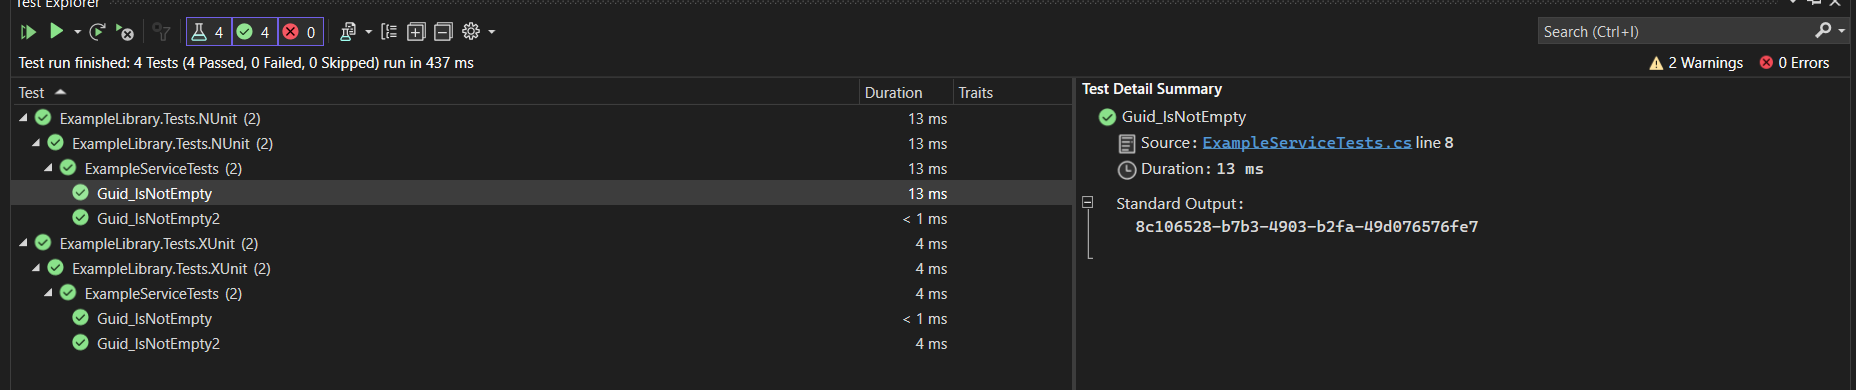 Test Explorer
4 4 0
Search (Ctrl+I)
Test run finished: 4 Tests (4 Passed, 0 Failed, 0 Skipped) run in 437 ms
2 Warnings 0 Errors
Test Duration Traits
ExampleLibrary.Tests.NUnit (2) 13 ms
ExampleLibrary.Tests.NUnit (2) 13 ms
ExampleServiceTests (2) 13 ms
Guid_IsNotEmpty 13 ms
Guid_IsNotEmpty2 < 1 ms
ExampleLibrary.Tests.XUnit (2) 4 ms
ExampleLibrary.Tests.XUnit (2) 4 ms
ExampleServiceTests (2) 4 ms
Guid_IsNotEmpty < 1 ms
Guid_IsNotEmpty2 4 ms
Test Detail Summary
Guid_IsNotEmpty
Source: ExampleServiceTests.cs line 8
Duration: 13 ms
Standard Output:
8c106528-b7b3-4903-b2fa-49d076576fe7